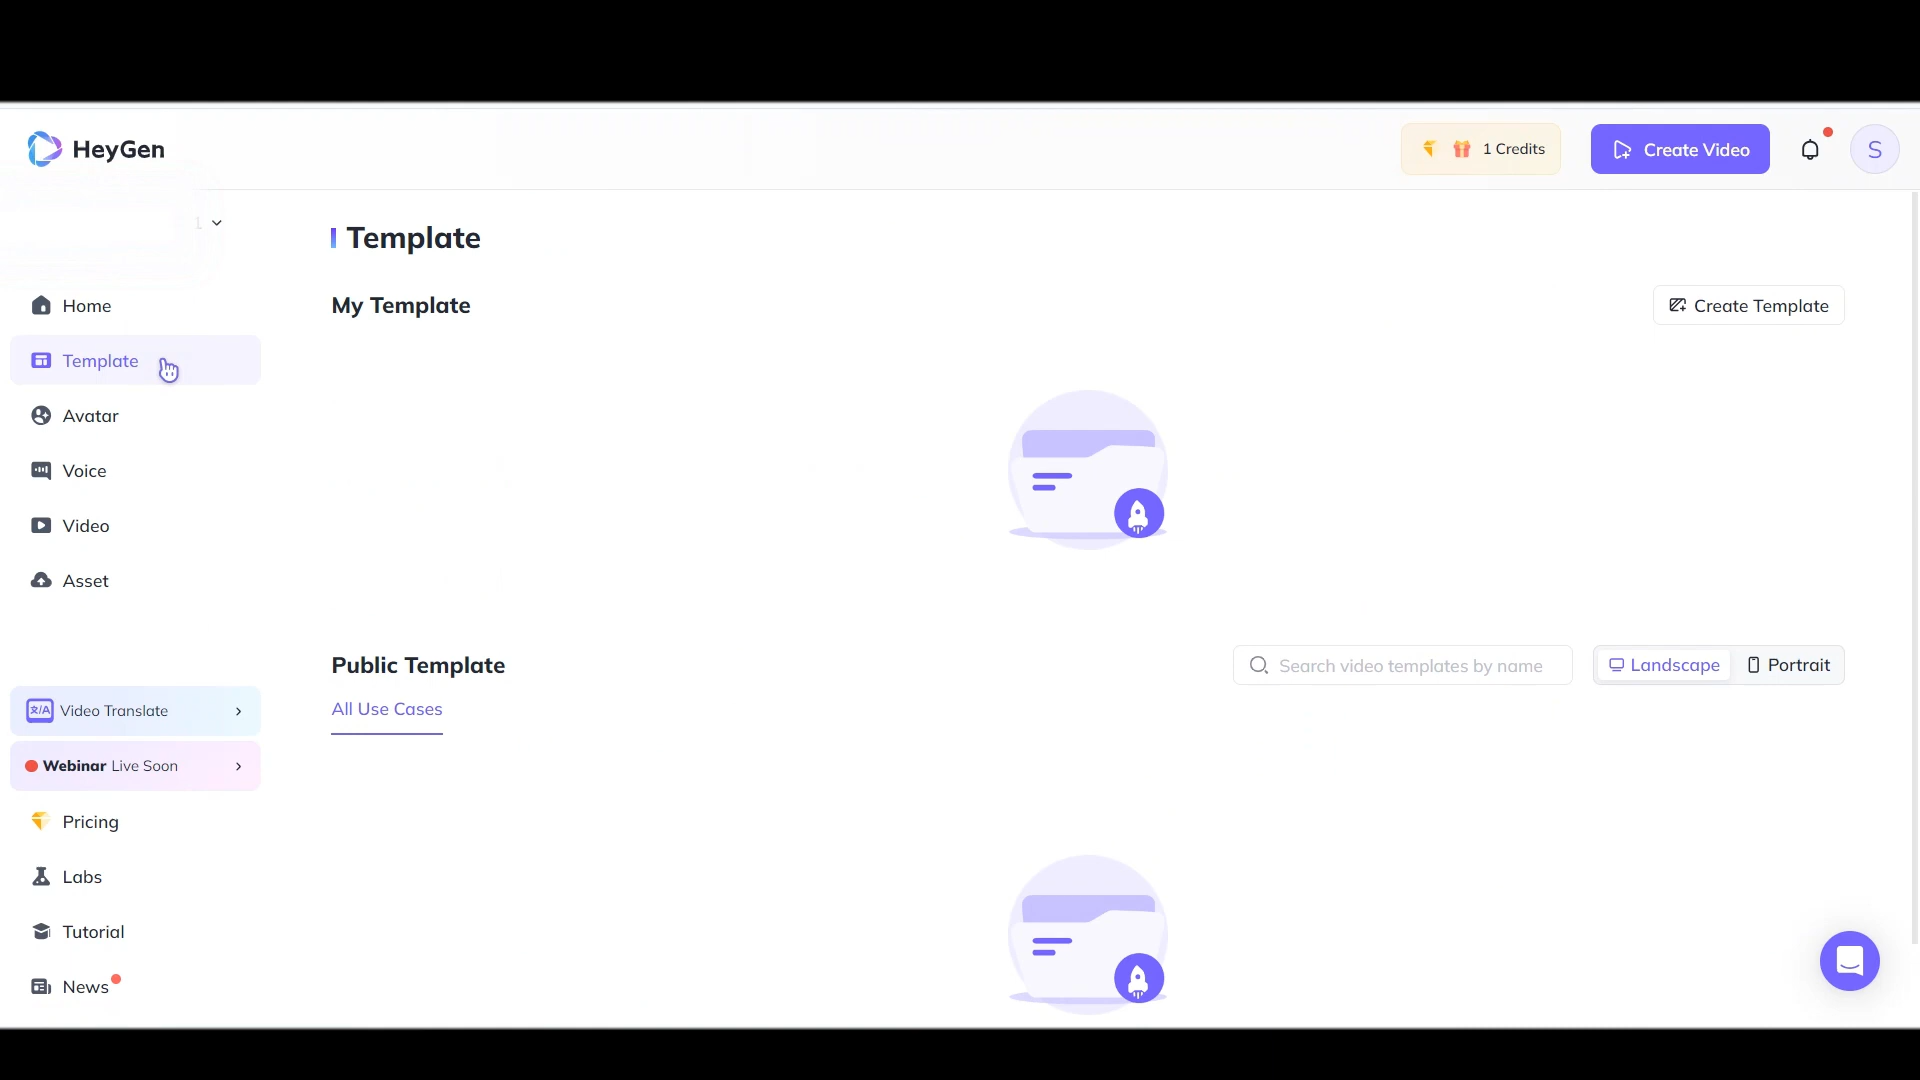 HeyGen
1 Credits
Create Video
S
Template
My Template
Create Template
Home
Template
Avatar
Voice
Video
Asset
Public Template
Search video templates by name
Landscape
Portrait
All Use Cases
Video Translate
Webinar Live Soon
Pricing
Labs
Tutorial
News